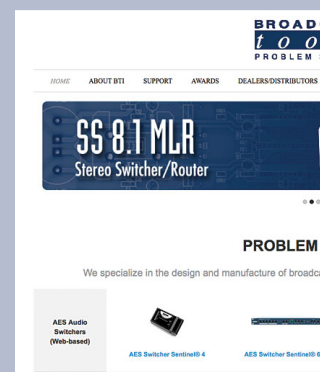 BROAD
too
PROBLEM
HOME ABOUT BTI SUPPORT AWARDS DEALERS/DISTRIBUTORS
SS 8.1 MLR
Stereo Switcher/Router
PROBLEM
We specialize in the design and manufacture of broadca
AES Audio
Switchers
(Web-based)
AES Switcher Sentinel® 4
AES Switcher Sentinel® 6